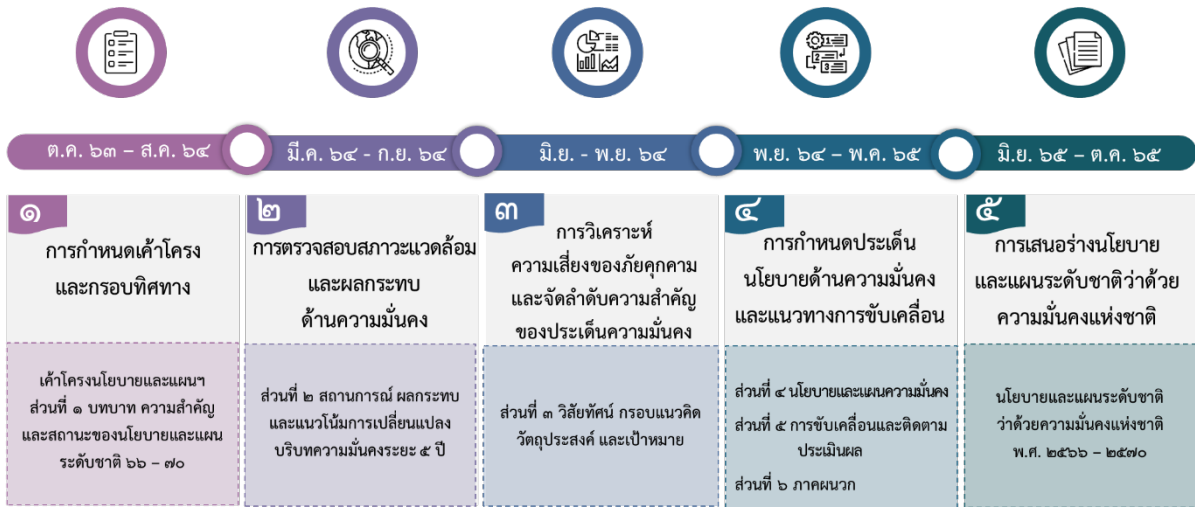 ต.ค. ๖๓ – ส.ค. ๖๔
มี.ค. ๖๔ - ก.ย. ๖๔
มิ.ย. - พ.ย. ๖๔
พ.ย. ๖๔ – พ.ค. ๖๕
มิ.ย. ๖๕ – ต.ค. ๖๕
๑
การกำหนดเค้าโครง
และกรอบทิศทาง
เค้าโครงนโยบายและแผนฯ
ส่วนที่ ๑ บทบาท ความสำคัญ
และสถานะของนโยบายและแผน
ระดับชาติ ๖๖ – ๗๐
๒
การตรวจสอบสภาวะแวดล้อม
และผลกระทบ
ด้านความมั่นคง
ส่วนที่ ๒ สถานการณ์ ผลกระทบ
และแนวโน้มการเปลี่ยนแปลง
บริบทความมั่นคงระยะ ๕ ปี
๓
การวิเคราะห์
ความเสี่ยงของภัยคุกคาม
และจัดลำดับความสำคัญ
ของประเด็นความมั่นคง
ส่วนที่ ๓ วิสัยทัศน์ กรอบแนวคิด
วัตถุประสงค์ และเป้าหมาย
๔
การกำหนดประเด็น
นโยบายด้านความมั่นคง
และแนวทางการขับเคลื่อน
ส่วนที่ ๔ นโยบายและแผนความมั่นคง
ส่วนที่ ๕ การขับเคลื่อนและติดตาม
ประเมินผล
ส่วนที่ ๖ ภาคผนวก
๕
การเสนอร่างนโยบาย
และแผนระดับชาติว่าด้วย
ความมั่นคงแห่งชาติ
นโยบายและแผนระดับชาติ
ว่าด้วยความมั่นคงแห่งชาติ
พ.ศ. ๒๕๖๖ – ๒๕๗๐
1
2
3